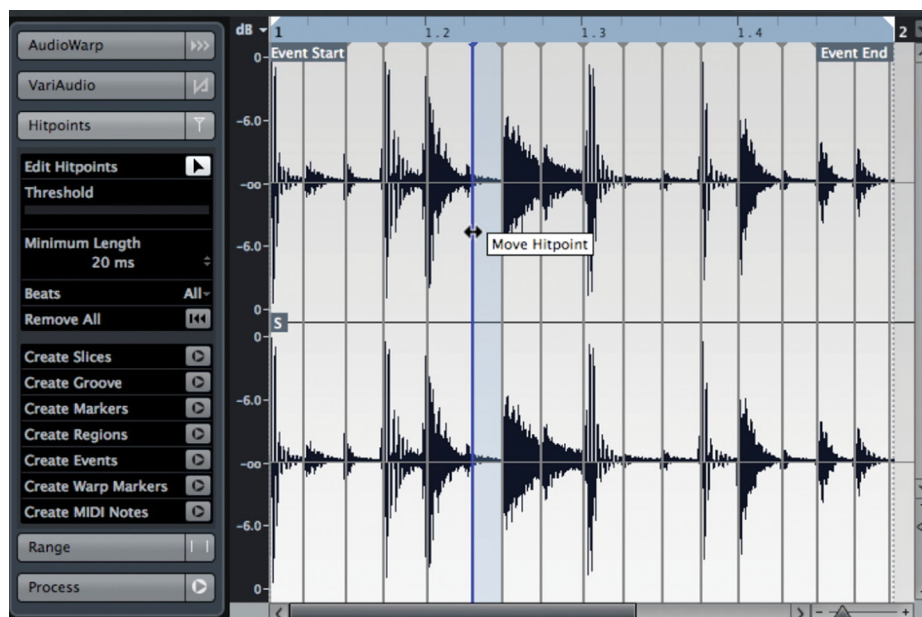 AudioWarp
VariAudio
Hitpoints
Edit Hitpoints
Threshold
Minimum Length
20 ms
Beats All
Remove All
Create Slices
Create Groove
Create Markers
Create Regions
Create Events
Create Warp Markers
Create MIDI Notes
Range
Process
dB 1 1.2 1.3 1.4 2
Event Start Event End
0
-6.0
-∞
-6.0
Move Hitpoint
0
S
0
-6.0
-∞
-6.0
0